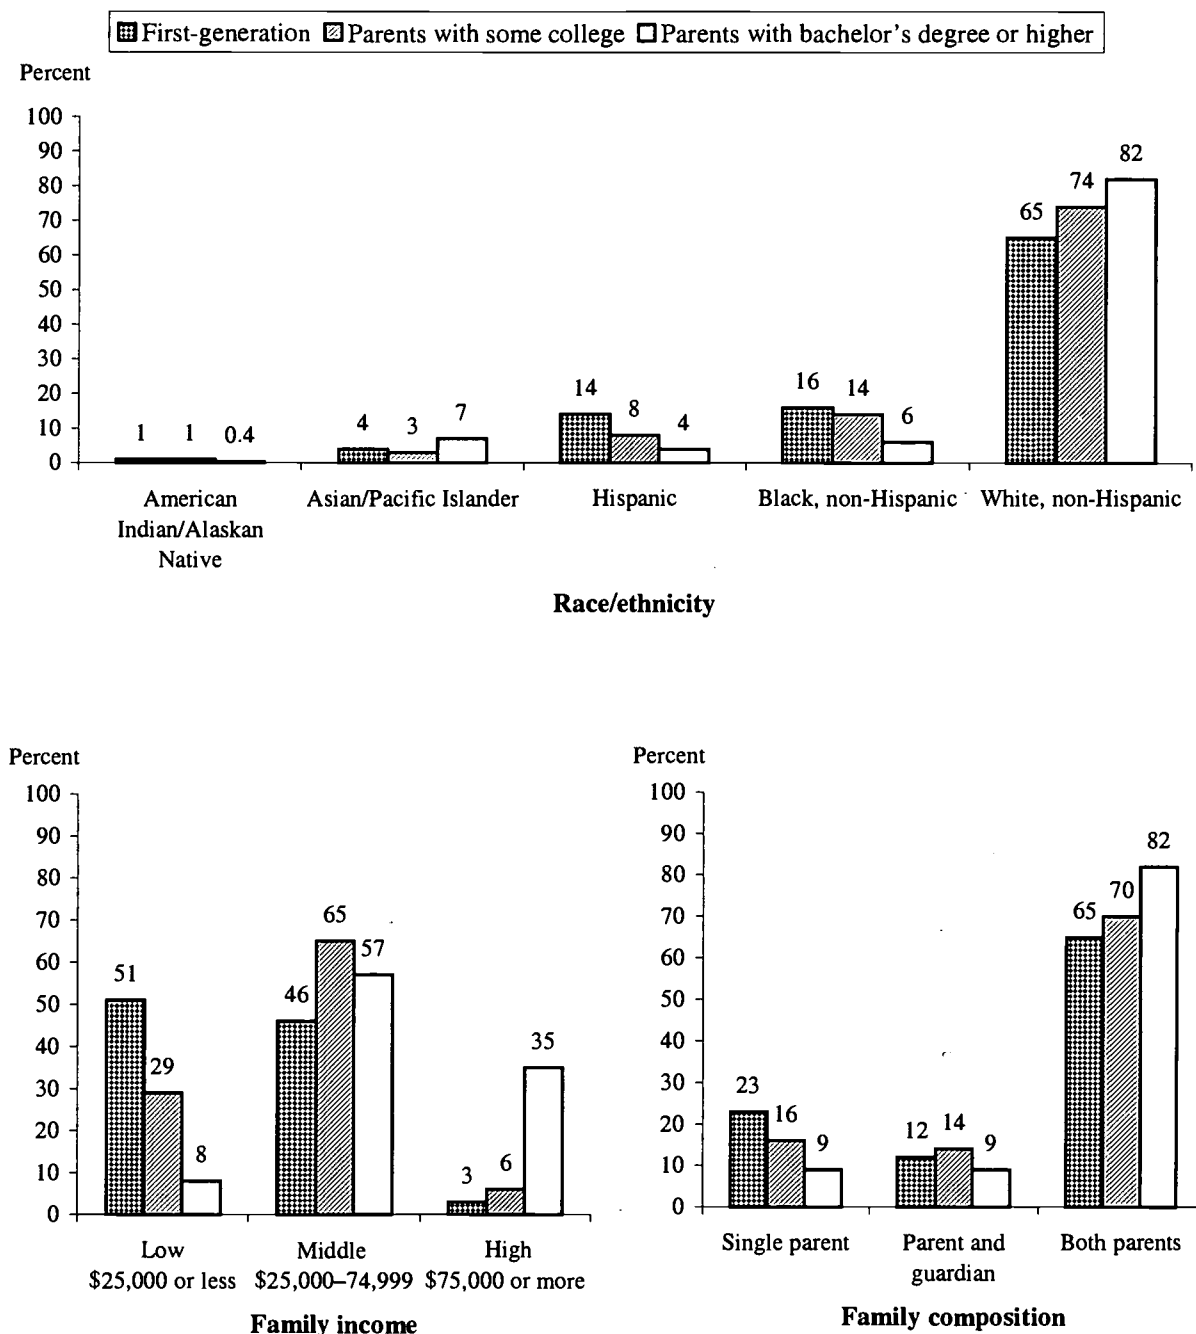 First-generation Parents with some college Parents with bachelor's degree or higher
Percent
100
90
80
70
60
50
40
30
20
10
0
1 1 0.4
4 3 7
14 8 4
16 14 6
65 74 82
American Indian/Alaskan Native
Asian/Pacific Islander
Hispanic
Black, non-Hispanic
White, non-Hispanic
Race/ethnicity
Percent
100
90
80
70
60
50
40
30
20
10
0
51 29 8
46 65 57
3 6 35
Low
$25,000 or less
Middle
$25,000–74,999
High
$75,000 or more
Family income
Percent
100
90
80
70
60
50
40
30
20
10
0
23 16 9
12 14 9
65 70 82
Single parent
Parent and
guardian
Both parents
Family composition